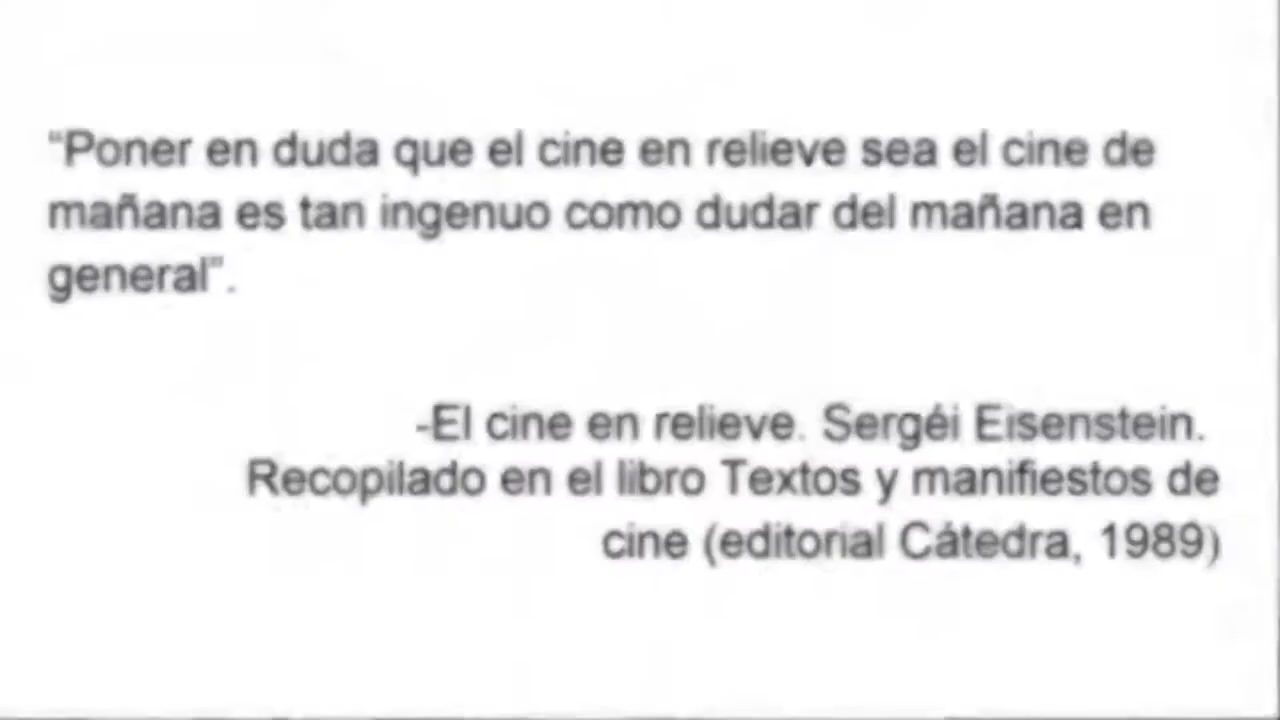 “Poner en duda que el cine en relieve sea el cine de
mañana es tan ingenuo como dudar del mañana en
general”.
-El cine en relieve. Sergéi Eisenstein.
Recopilado en el libro Textos y manifiestos de
cine (editorial Cátedra, 1989)